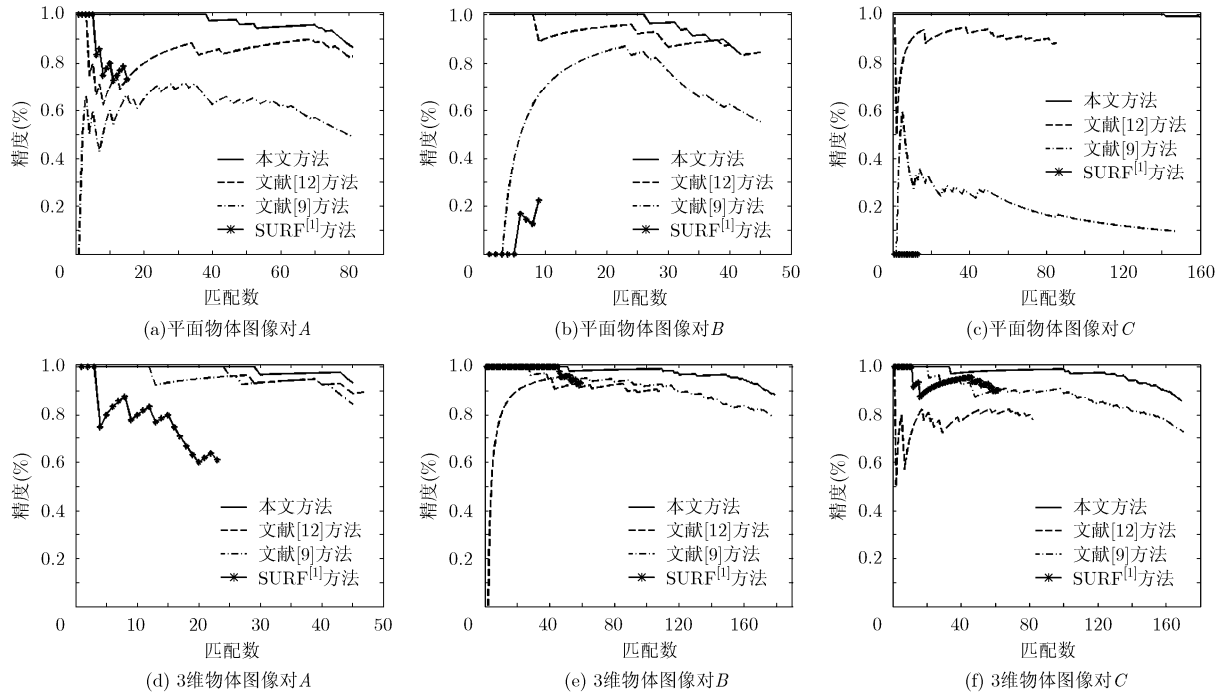 1.0
0.8
0.6
0.4
0.2
0
20
40
60
80
精度(%)
匹配数
本文方法
文献[12]方法
文献[9]方法
SURF[1]方法
(a)平面物体图像对A
1.0
0.8
0.6
0.4
0.2
0
10
20
30
40
50
精度(%)
匹配数
本文方法
文献[12]方法
文献[9]方法
SURF[1]方法
(b)平面物体图像对B
1.0
0.8
0.6
0.4
0.2
0
40
80
120
160
精度(%)
匹配数
本文方法
文献[12]方法
文献[9]方法
SURF[1]方法
(c)平面物体图像对C
1.0
0.8
0.6
0.4
0.2
0
10
20
30
40
50
精度(%)
匹配数
本文方法
文献[12]方法
文献[9]方法
SURF[1]方法
(d) 3维物体图像对A
1.0
0.8
0.6
0.4
0.2
0
40
80
120
160
精度(%)
匹配数
本文方法
文献[12]方法
文献[9]方法
SURF[1]方法
(e) 3维物体图像对B
1.0
0.8
0.6
0.4
0.2
0
40
80
120
160
精度(%)
匹配数
本文方法
文献[12]方法
文献[9]方法
SURF[1]方法
(f) 3维物体图像对C